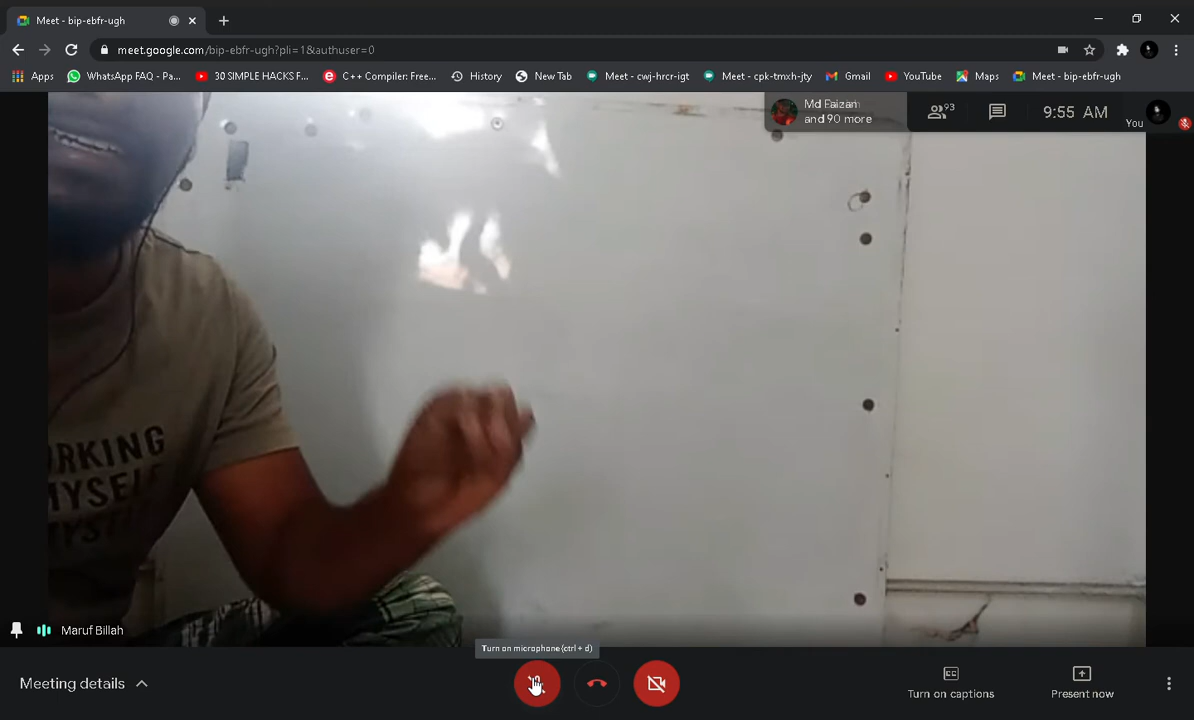 Meet - bip-ebfr-ugh
meet.google.com/bip-ebfr-ugh?pli=1&authuser=0
Apps
WhatsApp FAQ - Pa...
30 SIMPLE HACKS F...
C++ Compiler: Free...
History
New Tab
Meet - cwj-hrcr-igt
Meet - cpk-tmxh-jty
Gmail
YouTube
Maps
Meet - bip-ebfr-ugh
Md Faizan
and 90 more
93
9:55 AM
You
ORKING
MYSELF
Maruf Billah
Turn on microphone (ctrl + d)
Meeting details
Turn on captions
Present now